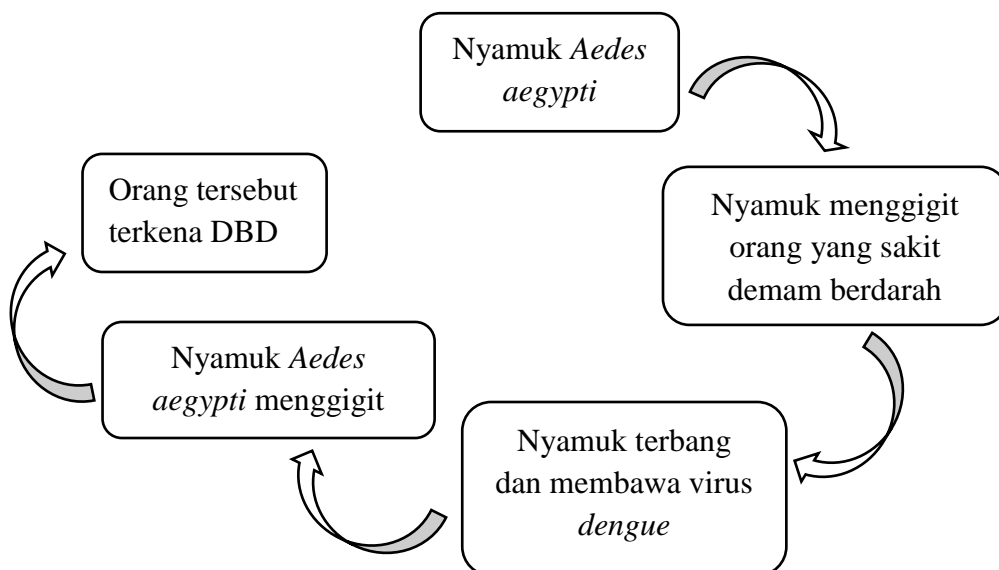 Nyamuk Aedes
aegypti
Nyamuk menggigit
orang yang sakit
demam berdarah
Nyamuk terbang
dan membawa virus
dengue
Nyamuk Aedes
aegypti menggigit
Orang tersebut
terkena DBD